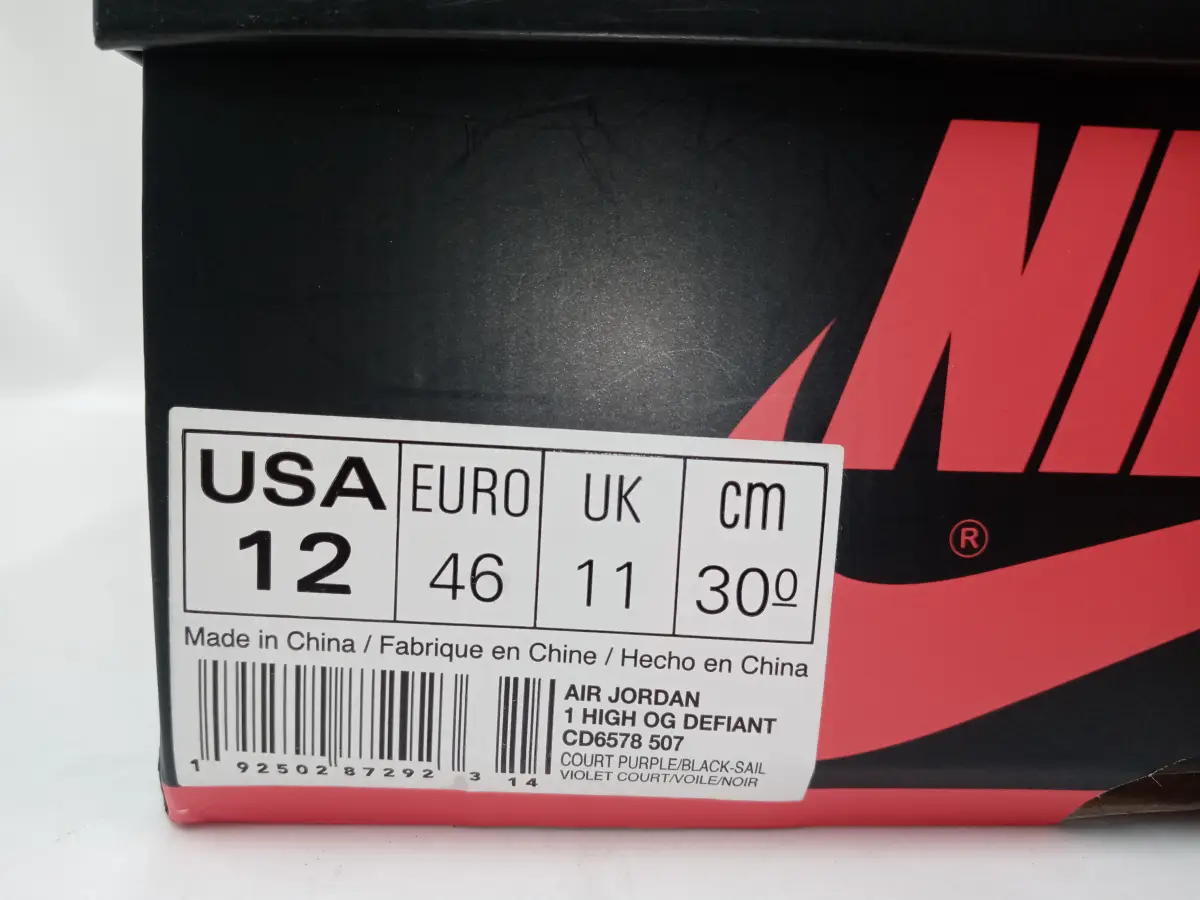 NI
®
USA EURO UK cm
12 46 11 30º
Made in China / Fabrique en Chine / Hecho en China
AIR JORDAN
1 HIGH OG DEFIANT
CD6578 507
COURT PURPLE/BLACK-SAIL
VIOLET COURT/VOILE/NOIR
1 92502 87292 3 14